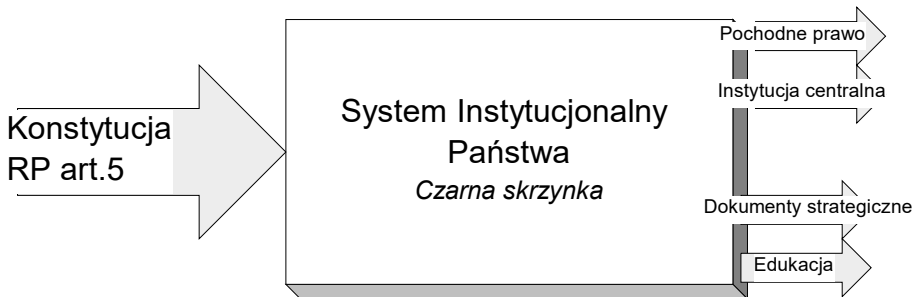 Konstytucja
RP art.5
System Instytucjonalny
Państwa
Czarna skrzynka
Pochodne prawo
Instytucja centralna
Dokumenty strategiczne
Edukacja